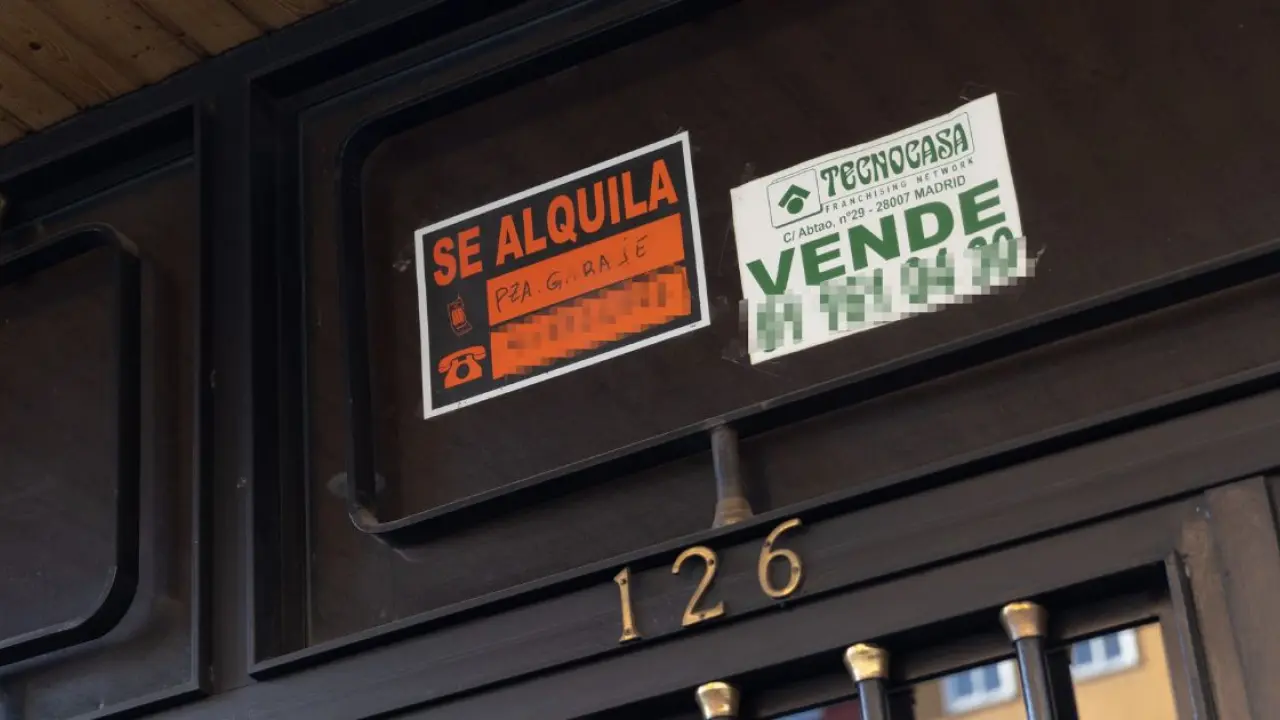 SE ALQUILA
PZA. GARAJE
TECNOCASA
FRANCHISING NETWORK
C/ Abtao, nº29 - 28007 MADRID
VENDE
126